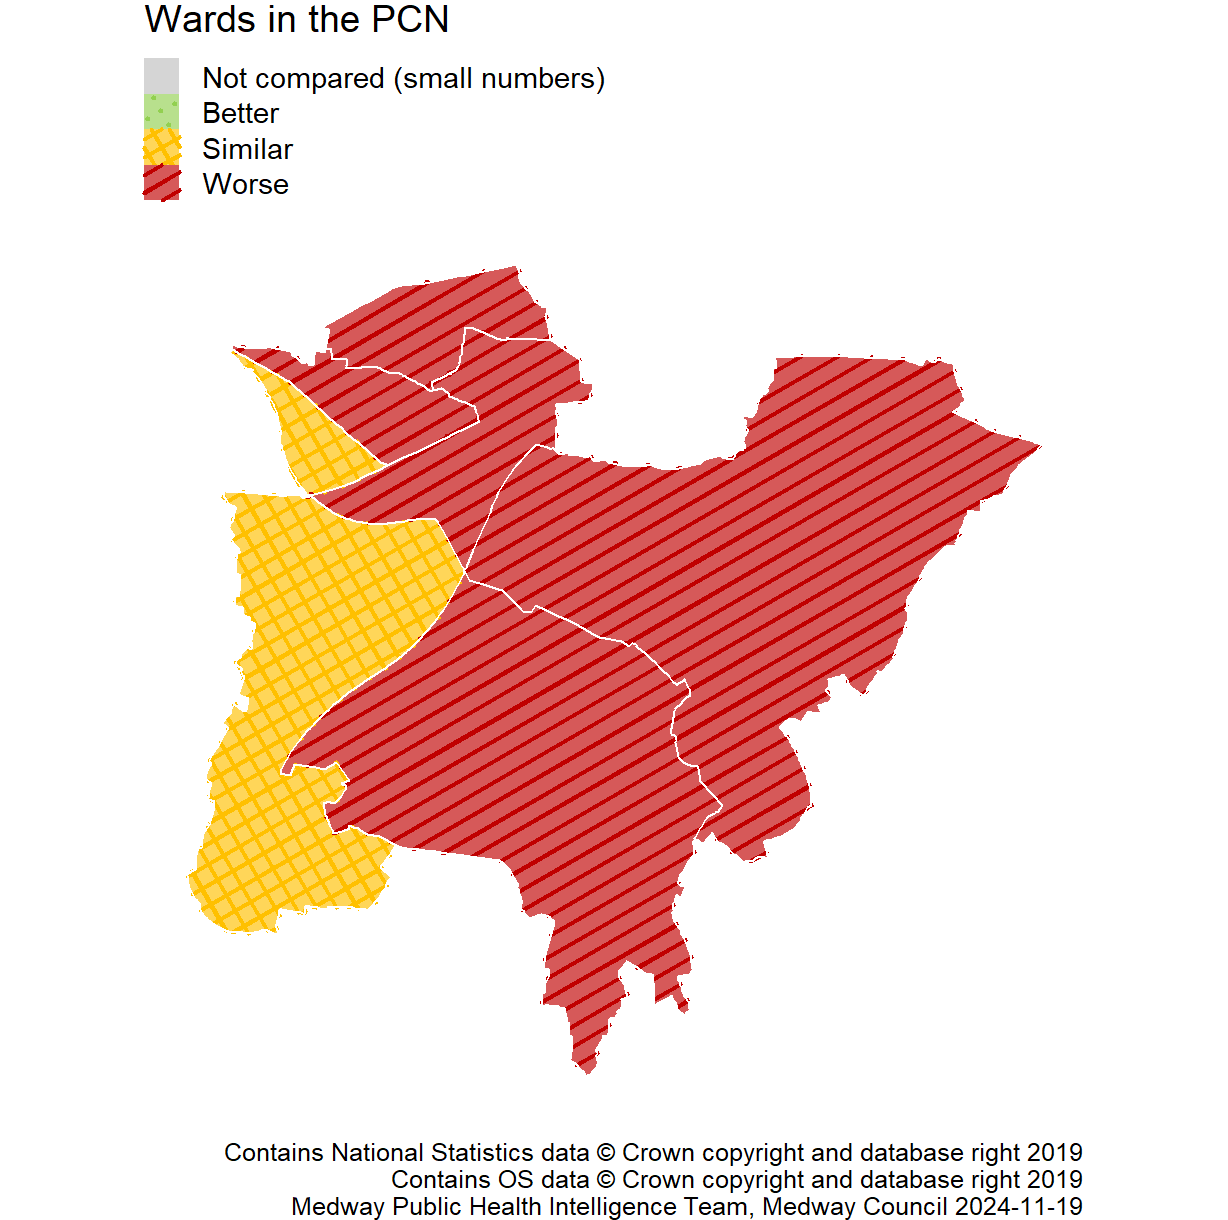 Wards in the PCN
Not compared (small numbers)
Better
Similar
Worse
Contains National Statistics data © Crown copyright and database right 2019
Contains OS data © Crown copyright and database right 2019
Medway Public Health Intelligence Team, Medway Council 2024-11-19